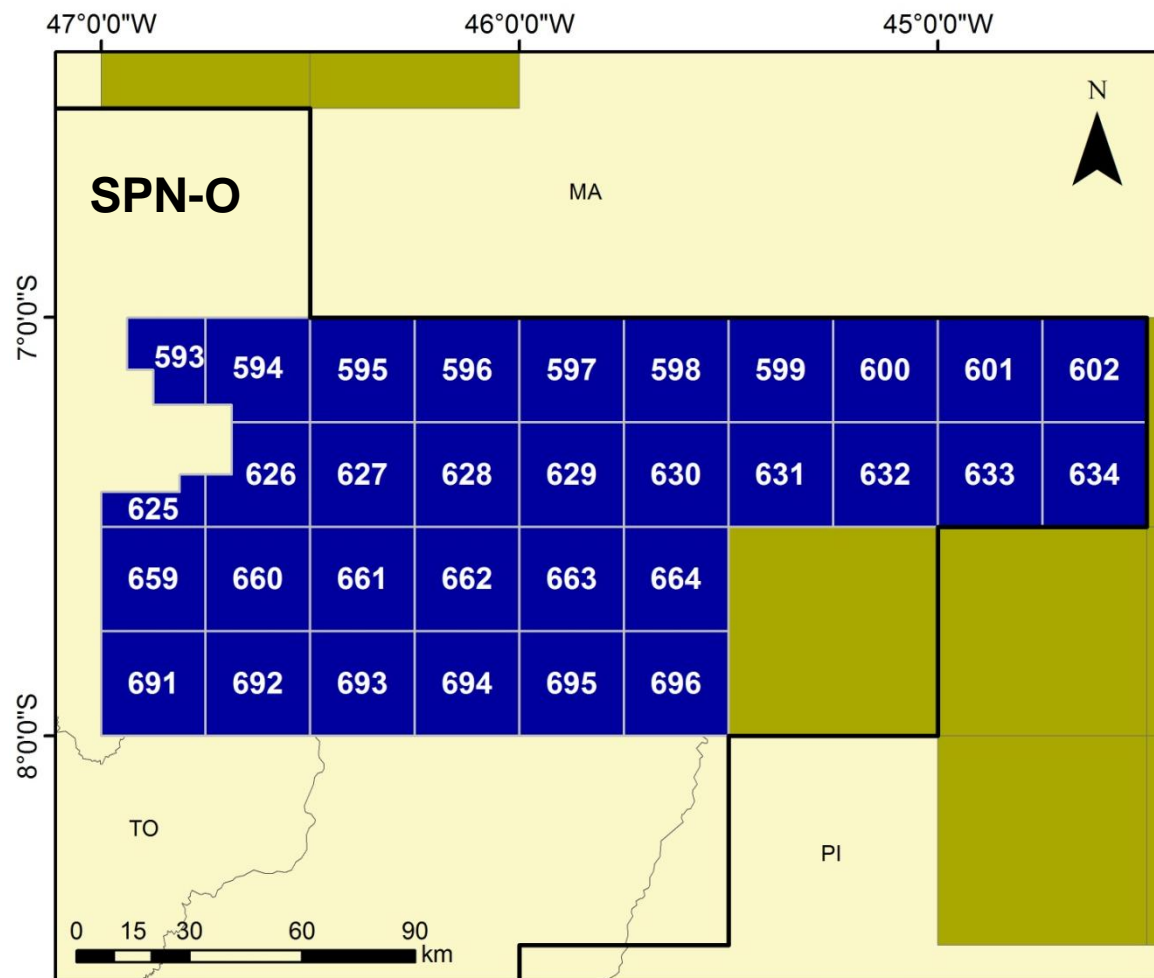 47°0'0"W 46°0'0"W 45°0'0"W
N
SPN-O
MA
7°0'0"S
593 594 595 596 597 598 599 600 601 602
625 626 627 628 629 630 631 632 633 634
659 660 661 662 663 664
691 692 693 694 695 696
8°0'0"S
TO
PI
0 15 30 60 90
km